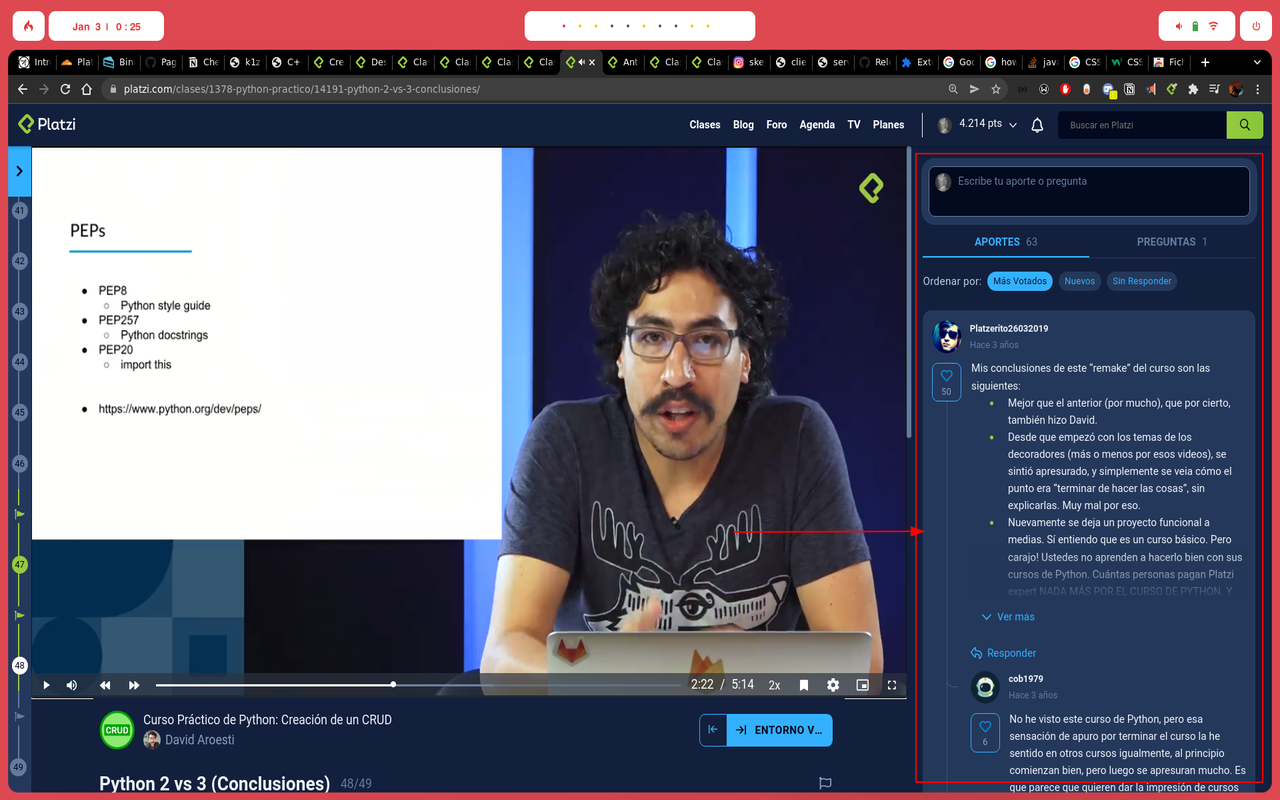 Jan 3 | 0:25
Intr
Plat
Bin
Pag
Che
k1z
C++
Cre
Des
Cla
Cla
Cla
Cla
Ant
Cla
Cla
ske
clie
ser
Rel
Ext
Goo
how
java
CSS
CSS
Fich
platzi.com/clases/1378-python-practico/14191-python-2-vs-3-conclusiones/
Platzi
Clases Blog Foro Agenda TV Planes
4.214 pts
Buscar en Platzi
41
42
43
44
45
46
47
48
49
PEPs
PEP8
Python style guide
PEP257
Python docstrings
PEP20
import this
https://www.python.org/dev/peps/
2:22 / 5:14 2x
CRUD
Curso Práctico de Python: Creación de un CRUD
David Aroesti
ENTORNO V...
Python 2 vs 3 (Conclusiones) 48/49
Escribe tu aporte o pregunta
APORTES 63 PREGUNTAS 1
Ordenar por: Más Votados Nuevos Sin Responder
Platzerito26032019
Hace 3 años
50
Mis conclusiones de este “remake” del curso son las
siguientes:
Mejor que el anterior (por mucho), que por cierto,
también hizo David.
Desde que empezó con los temas de los
decoradores (más o menos por esos videos), se
sintió apresurado, y simplemente se veia cómo el
punto era “terminar de hacer las cosas”, sin
explicarlas. Muy mal por eso.
Nuevamente se deja un proyecto funcional a
medias. Sí entiendo que es un curso básico. Pero
carajo! Ustedes no aprenden a hacerlo bien con sus
cursos de Python. Cuántas personas pagan Platzi
expert NADA MÁS POR EL CURSO DE PYTHON. Y
Ver más
Responder
cob1979
Hace 3 años
6
No he visto este curso de Python, pero esa
sensación de apuro por terminar el curso la he
sentido en otros cursos igualmente, al principio
comienzan bien, pero luego se apresuran mucho. Es
que parece que quieren dar la impresión de cursos